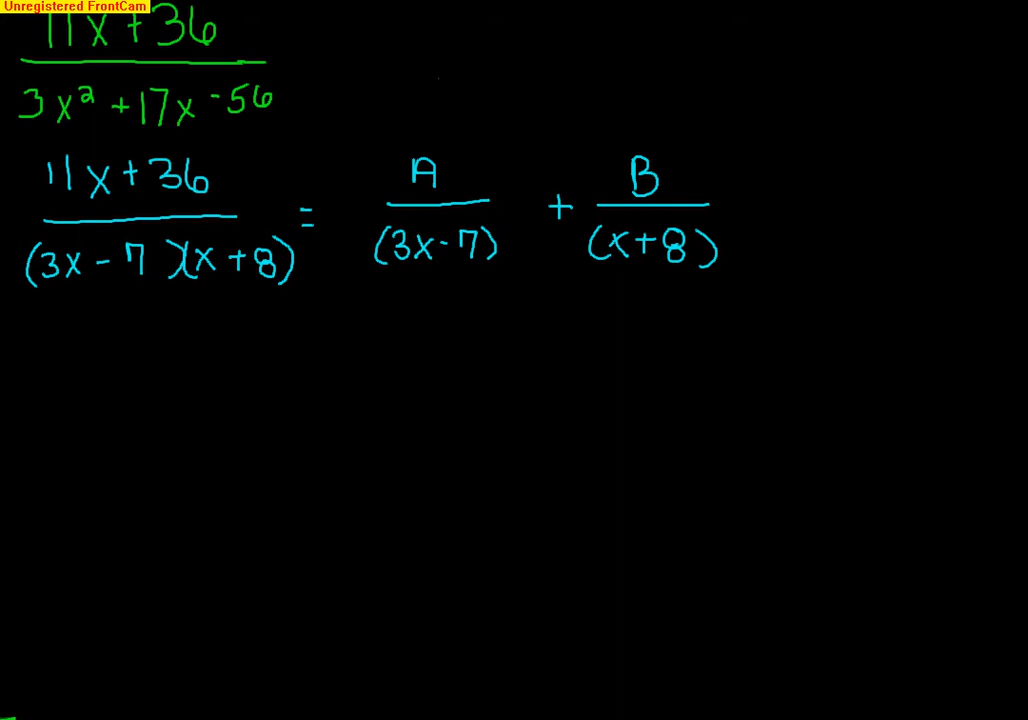 Unregistered FrontCam
11x + 36
3x² + 17x - 56
11x + 36 = A + B
(3x - 7)(x + 8) (3x - 7) (x + 8)